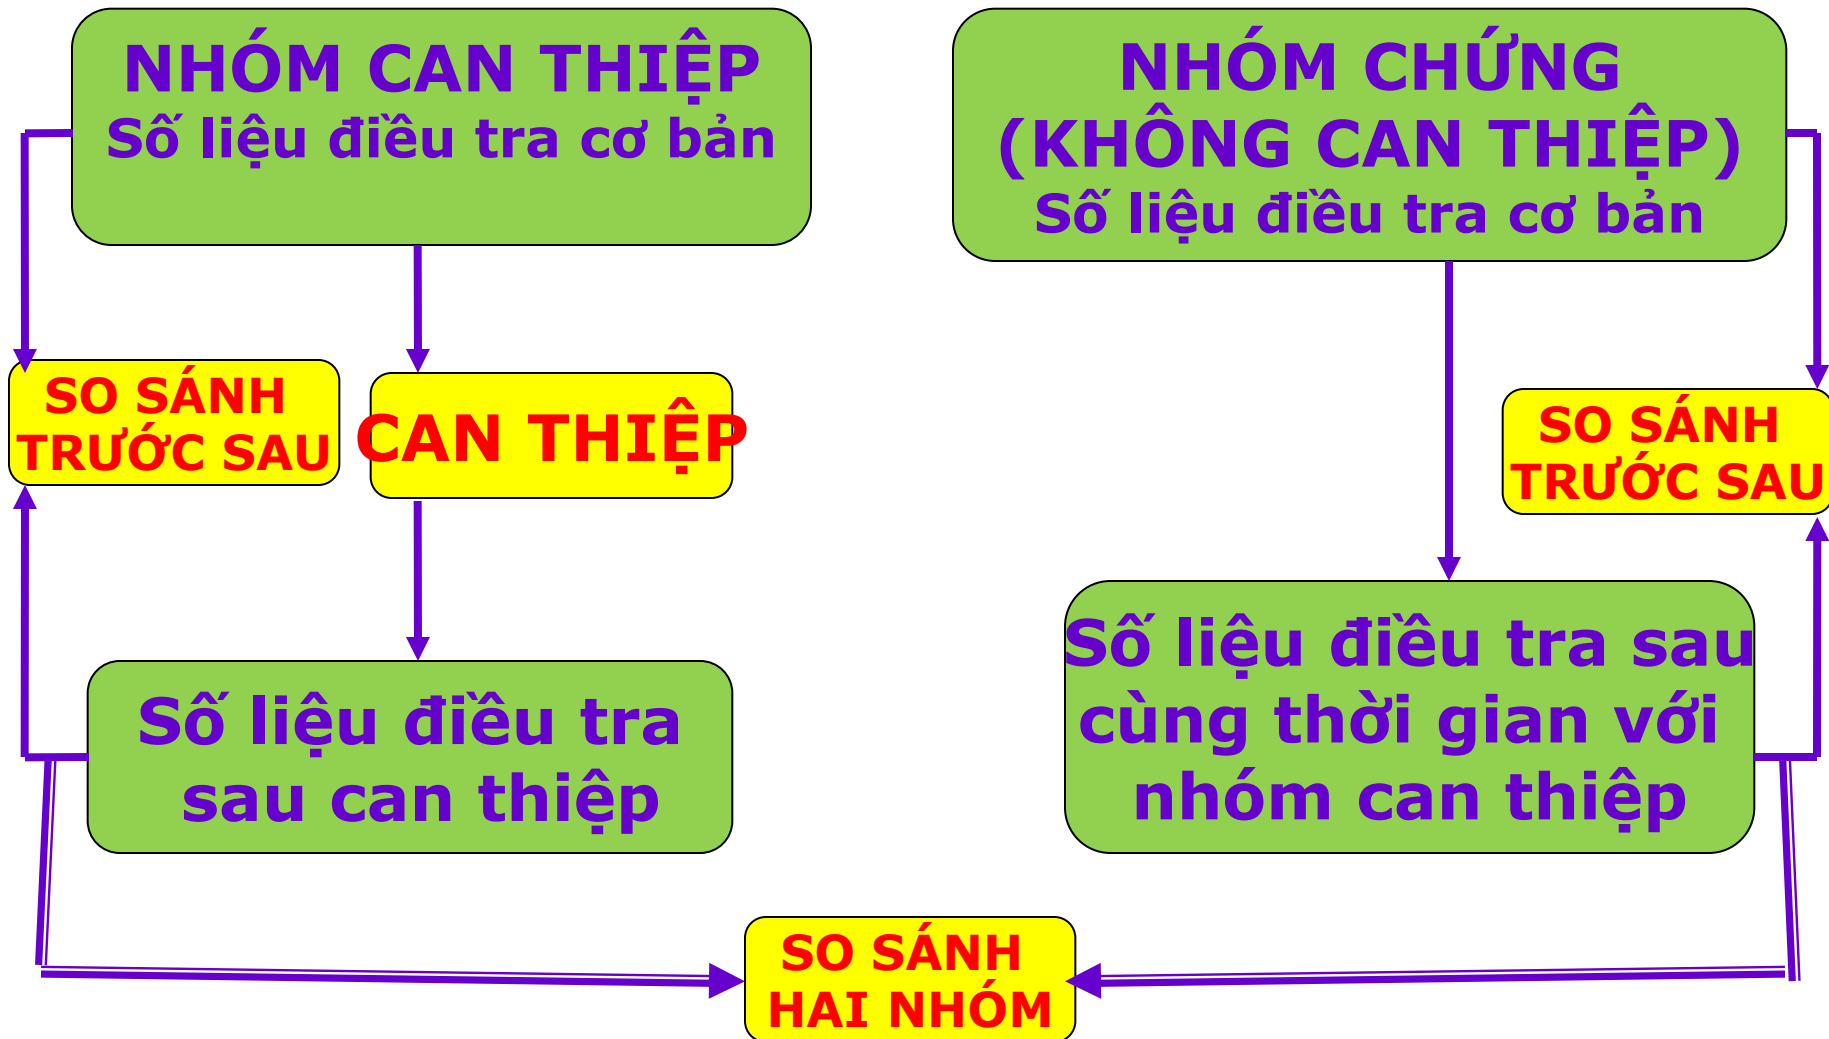 NHÓM CAN THIỆP
Số liệu điều tra cơ bản
NHÓM CHỨNG
(KHÔNG CAN THIỆP)
Số liệu điều tra cơ bản
SO SÁNH
TRƯỚC SAU
CAN THIỆP
SO SÁNH
TRƯỚC SAU
Số liệu điều tra
sau can thiệp
Số liệu điều tra sau
cùng thời gian với
nhóm can thiệp
SO SÁNH
HAI NHÓM